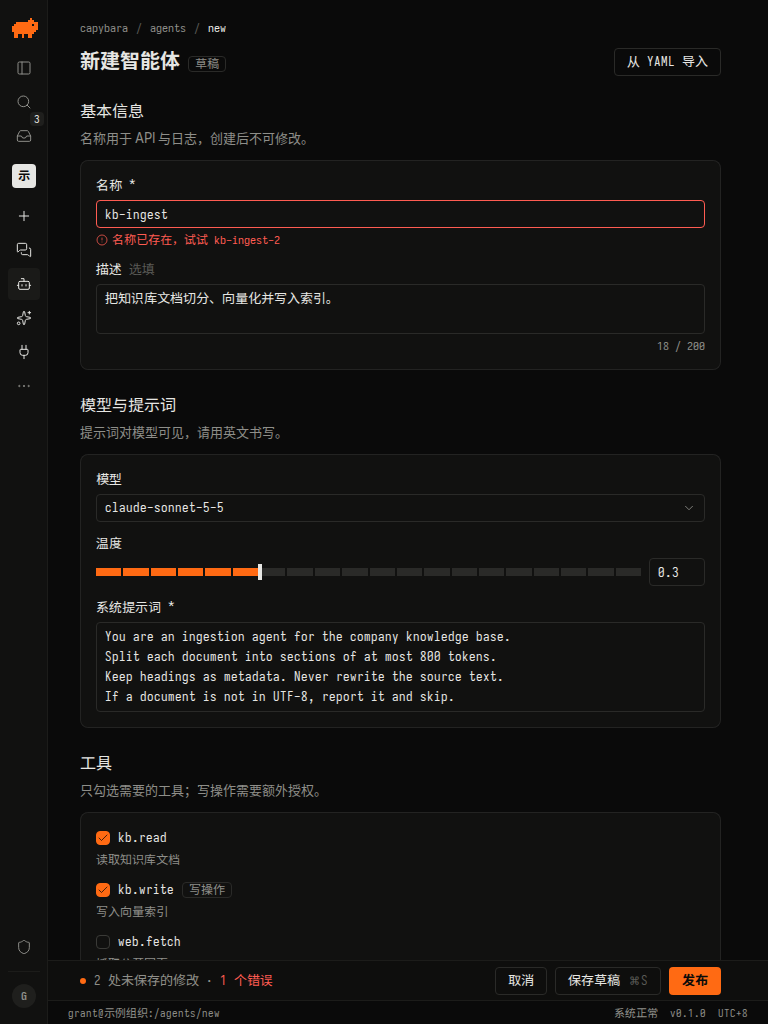 capybara / agents / new
新建智能体 草稿
从 YAML 导入
3
示
基本信息
名称用于 API 与日志，创建后不可修改。
名称 *
kb-ingest
名称已存在，试试 kb-ingest-2
描述 选填
把知识库文档切分、向量化并写入索引。
18 / 200
模型与提示词
提示词对模型可见，请用英文书写。
模型
claude-sonnet-5-5
温度
0.3
系统提示词 *
You are an ingestion agent for the company knowledge base.
Split each document into sections of at most 800 tokens.
Keep headings as metadata. Never rewrite the source text.
If a document is not in UTF-8, report it and skip.
工具
只勾选需要的工具；写操作需要额外授权。
kb.read
读取知识库文档
kb.write 写操作
写入向量索引
web.fetch
2 处未保存的修改 · 1 个错误
取消
保存草稿 ⌘S
发布
G
grant@示例组织:/agents/new
系统正常 v0.1.0 UTC+8